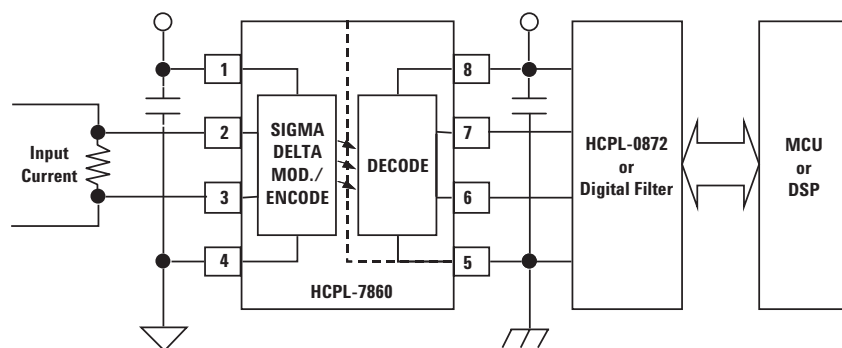 1
2
3
4
Input
Current
SIGMA
DELTA
MOD./
ENCODE
DECODE
8
7
6
5
HCPL-7860
HCPL-0872
or
Digital Filter
MCU
or
DSP